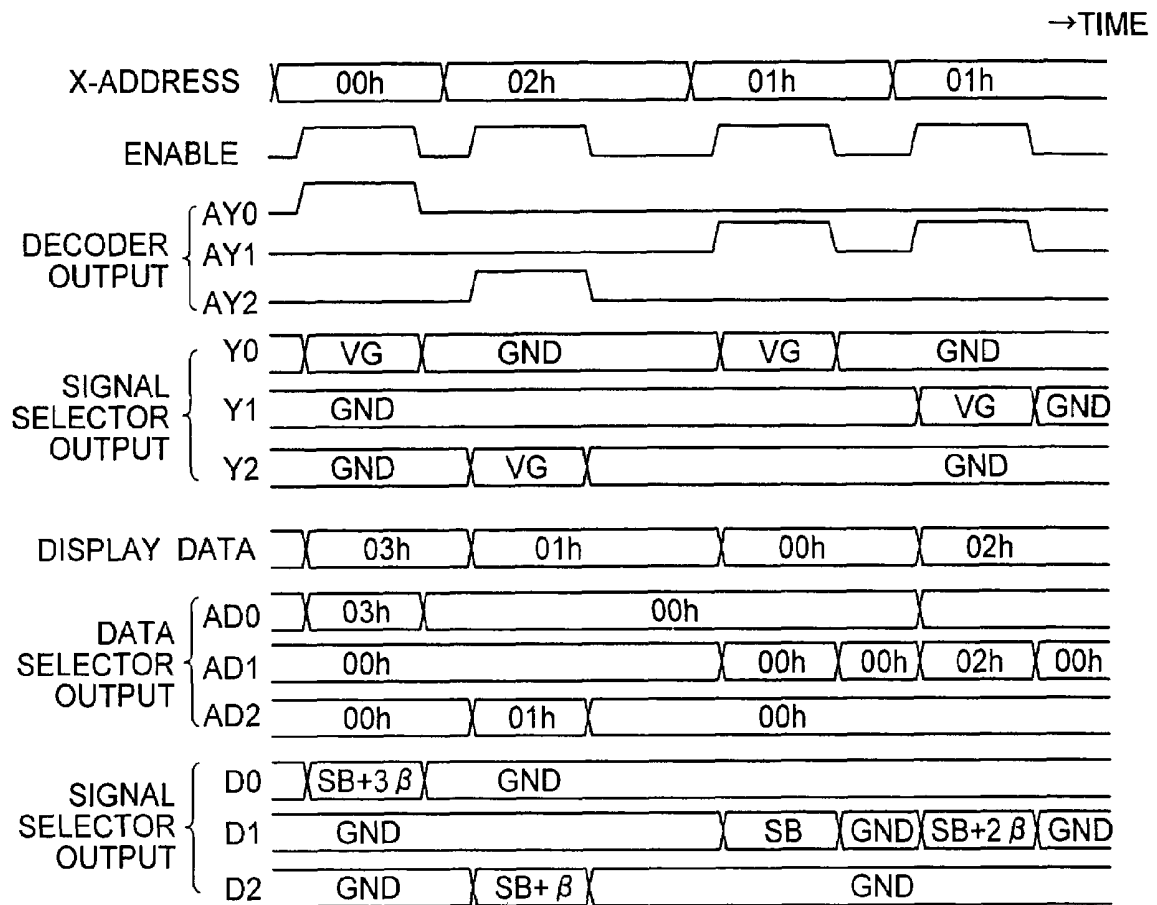 →TIME
X-ADDRESS 00h 02h 01h 01h
ENABLE
DECODER OUTPUT
AY0
AY1
AY2
SIGNAL SELECTOR OUTPUT
Y0 VG GND VG GND
Y1 GND VG GND
Y2 GND VG GND
DISPLAY DATA 03h 01h 00h 02h
DATA SELECTOR OUTPUT
AD0 03h 00h
AD1 00h 00h 00h 02h 00h
AD2 00h 01h 00h
SIGNAL SELECTOR OUTPUT
D0 SB+3β GND
D1 GND SB GND SB+2β GND
D2 GND SB+β GND